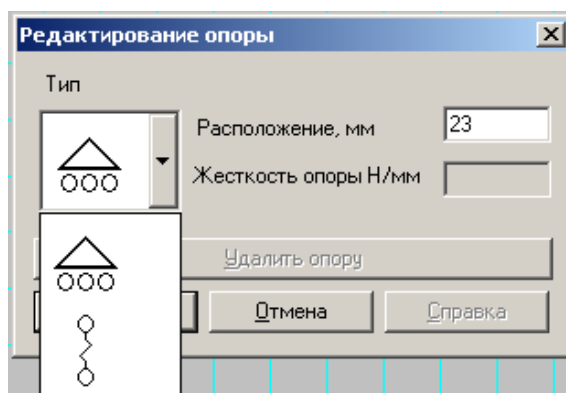 Редактирование опоры
Тип
Расположение, мм
23
Жесткость опоры Н/мм
Удалить опору
Отмена
Справка